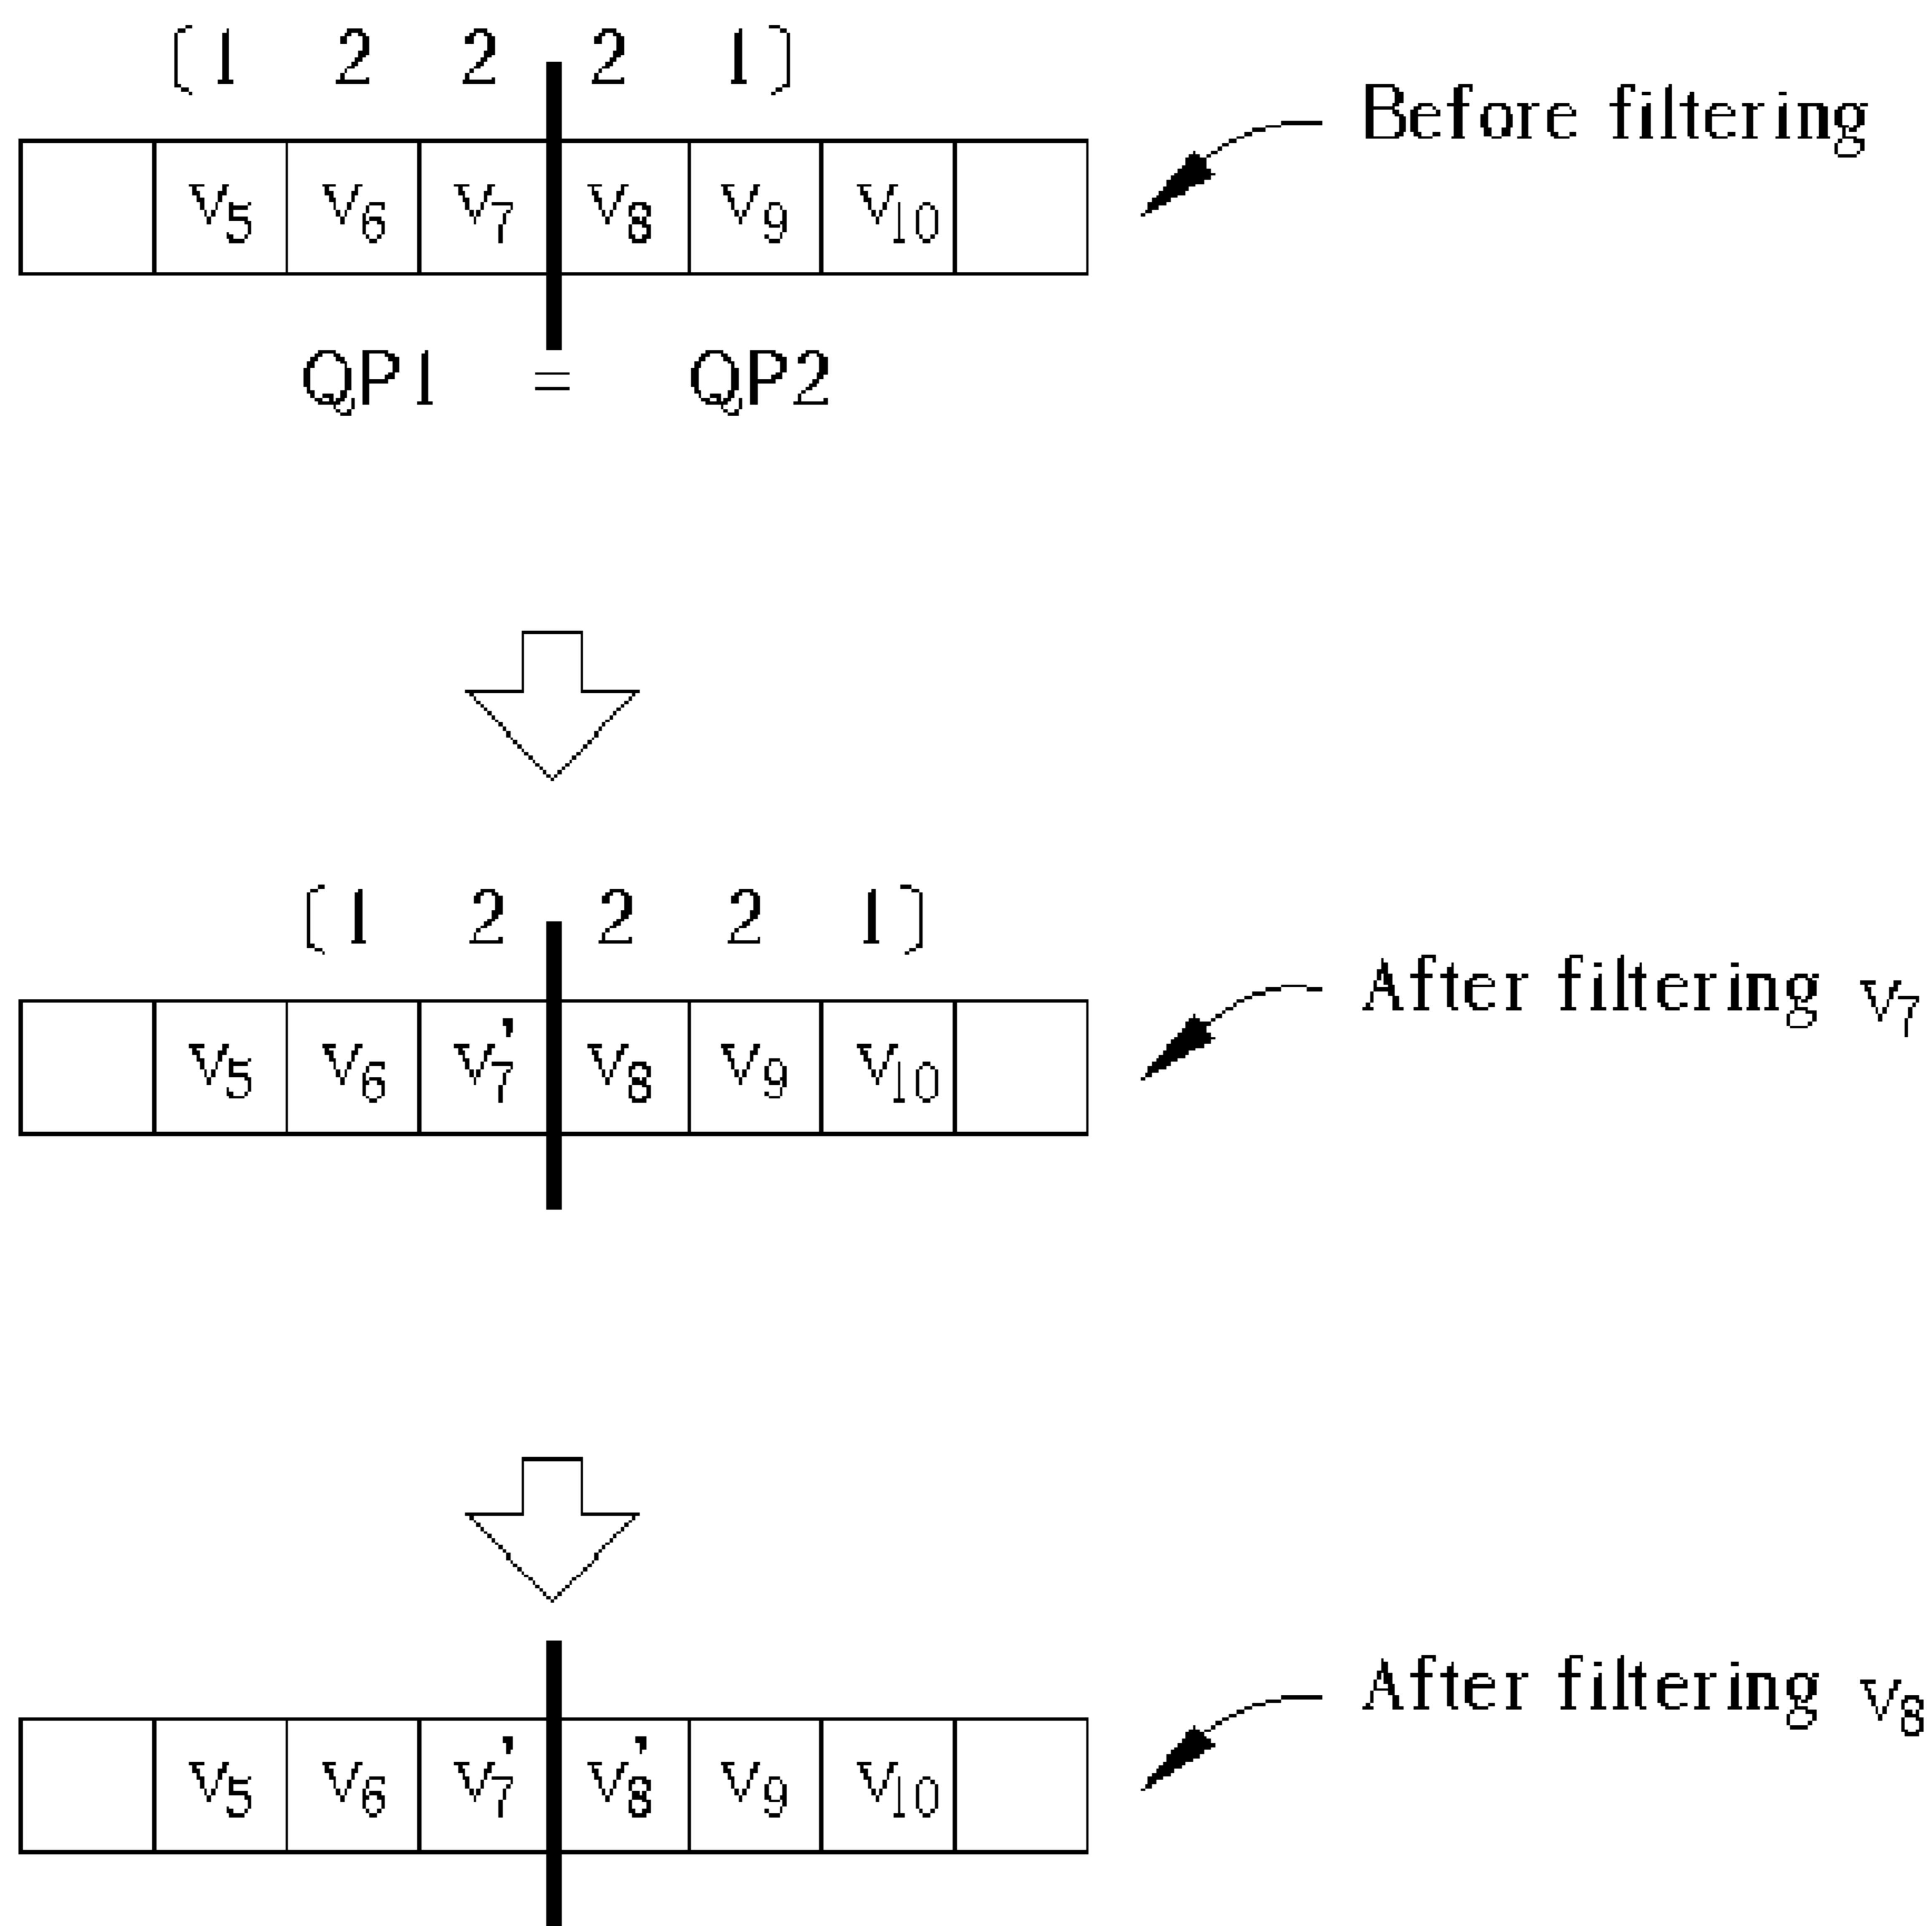 (1 2 2 2 1)
Before filtering
v5 v6 v7 v8 v9 v10
QP1 = QP2
(1 2 2 2 1)
After filtering v7
v5 v6 v7' v8 v9 v10
After filtering v8
v5 v6 v7' v8' v9 v10